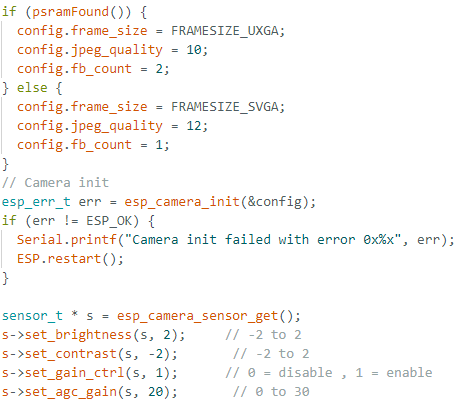 if (psramFound()) {
  config.frame_size = FRAMESIZE_UXGA;
  config.jpeg_quality = 10;
  config.fb_count = 2;
} else {
  config.frame_size = FRAMESIZE_SVGA;
  config.jpeg_quality = 12;
  config.fb_count = 1;
}
// Camera init
esp_err_t err = esp_camera_init(&config);
if (err != ESP_OK) {
  Serial.printf("Camera init failed with error 0x%x", err);
  ESP.restart();
}

sensor_t * s = esp_camera_sensor_get();
s->set_brightness(s, 2);     // -2 to 2
s->set_contrast(s, -2);       // -2 to 2
s->set_gain_ctrl(s, 1);      // 0 = disable , 1 = enable
s->set_agc_gain(s, 20);       // 0 to 30